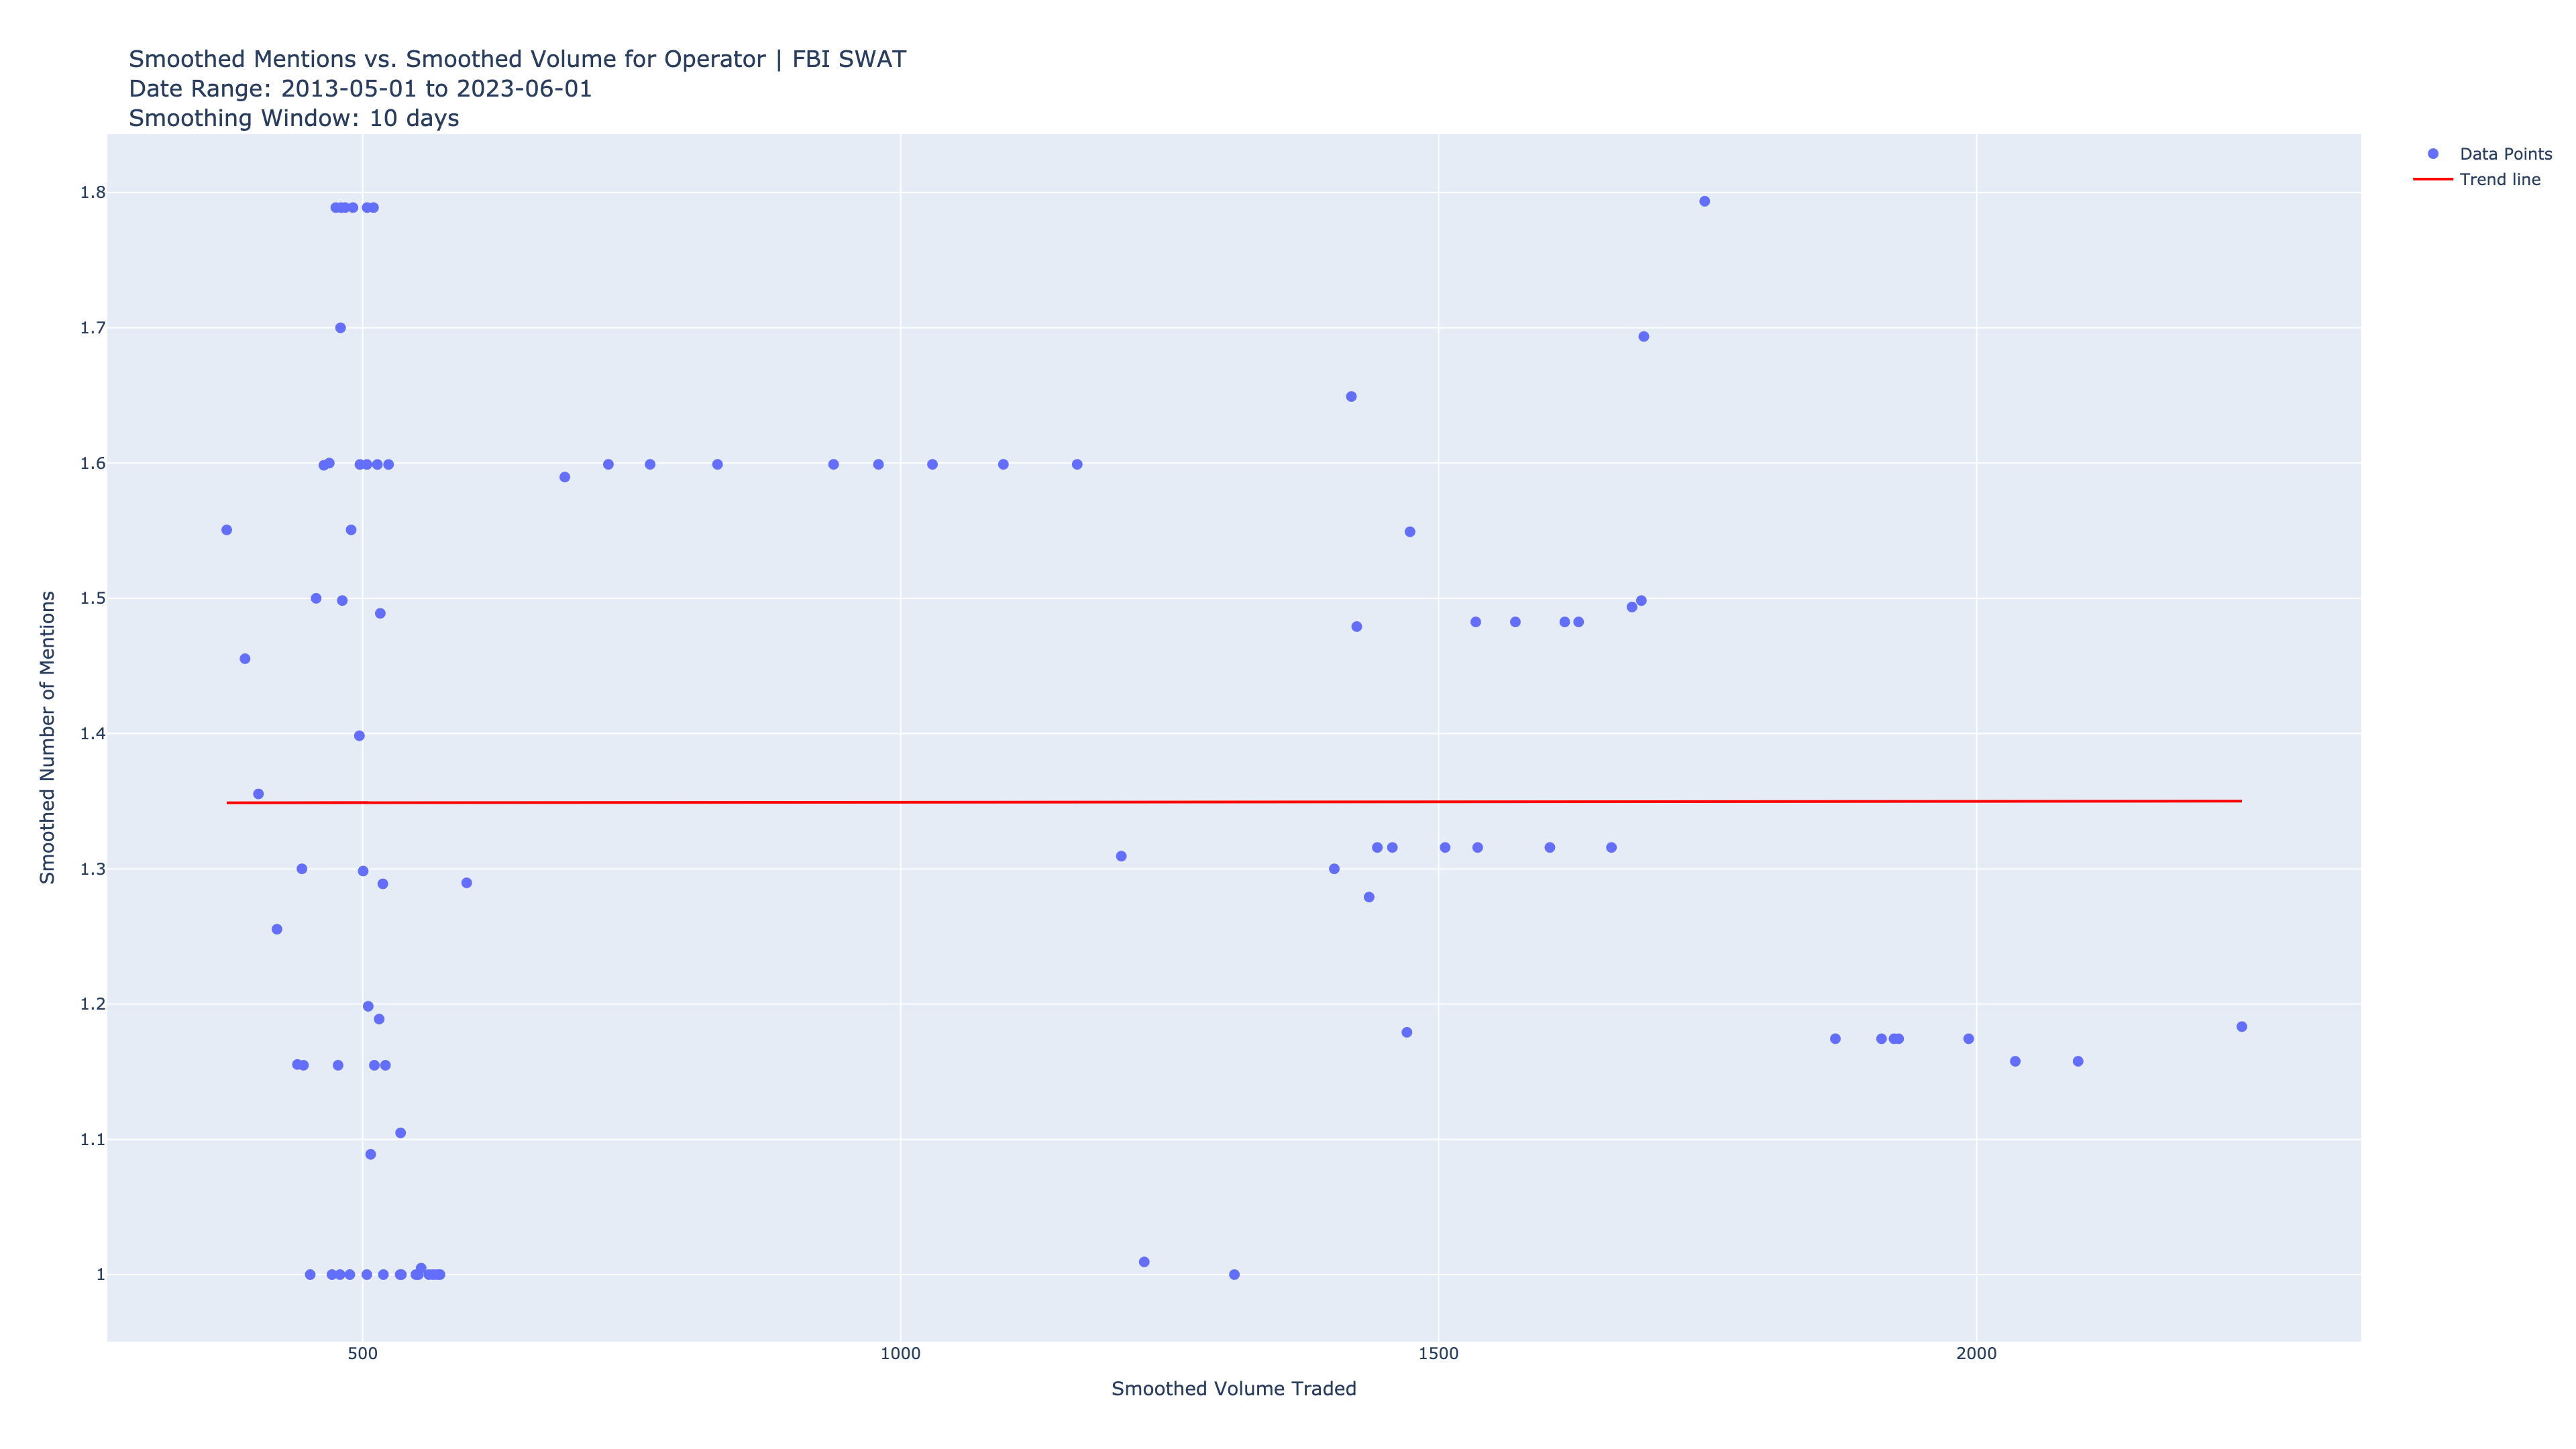 Smoothed Mentions vs. Smoothed Volume for Operator | FBI SWAT
Date Range: 2013-05-01 to 2023-06-01
Smoothing Window: 10 days
Data Points
Trend line
1.8
1.7
1.6
1.5
1.4
1.3
1.2
1.1
1
Smoothed Number of Mentions
500
1000
1500
2000
Smoothed Volume Traded